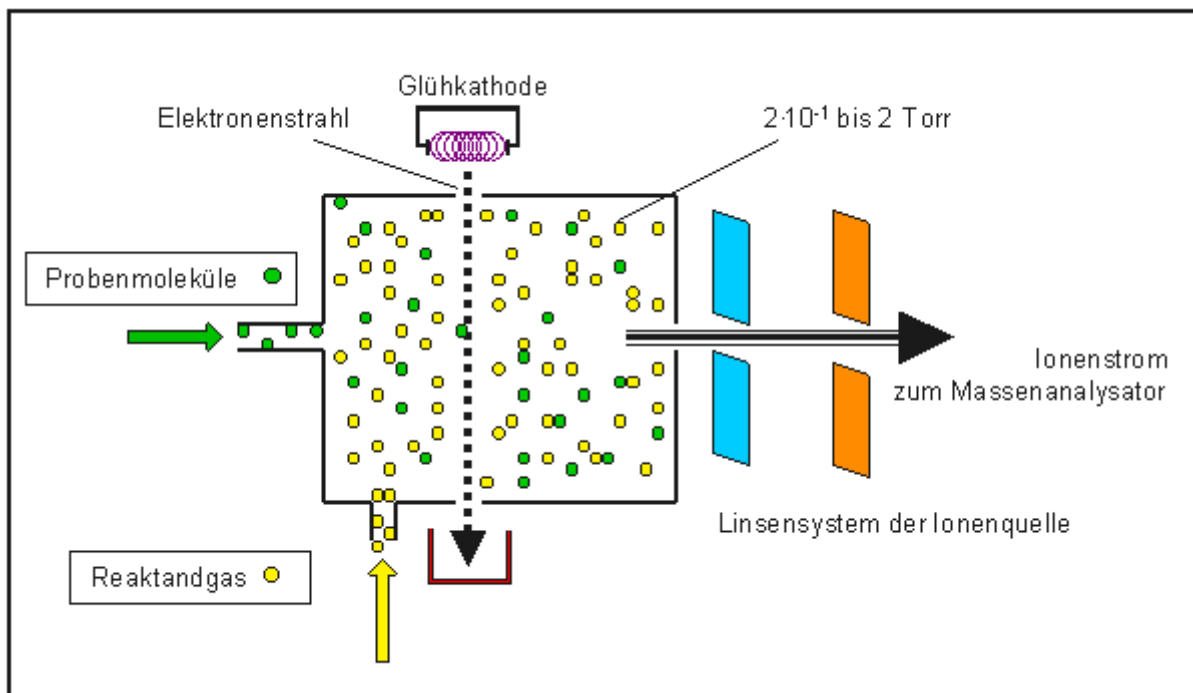 Glühkathode
Elektronenstrahl
2·10⁻¹ bis 2 Torr
Probenmoleküle
Ionenstrom
zum Massenanalysator
Linsensystem der Ionenquelle
Reaktandgas